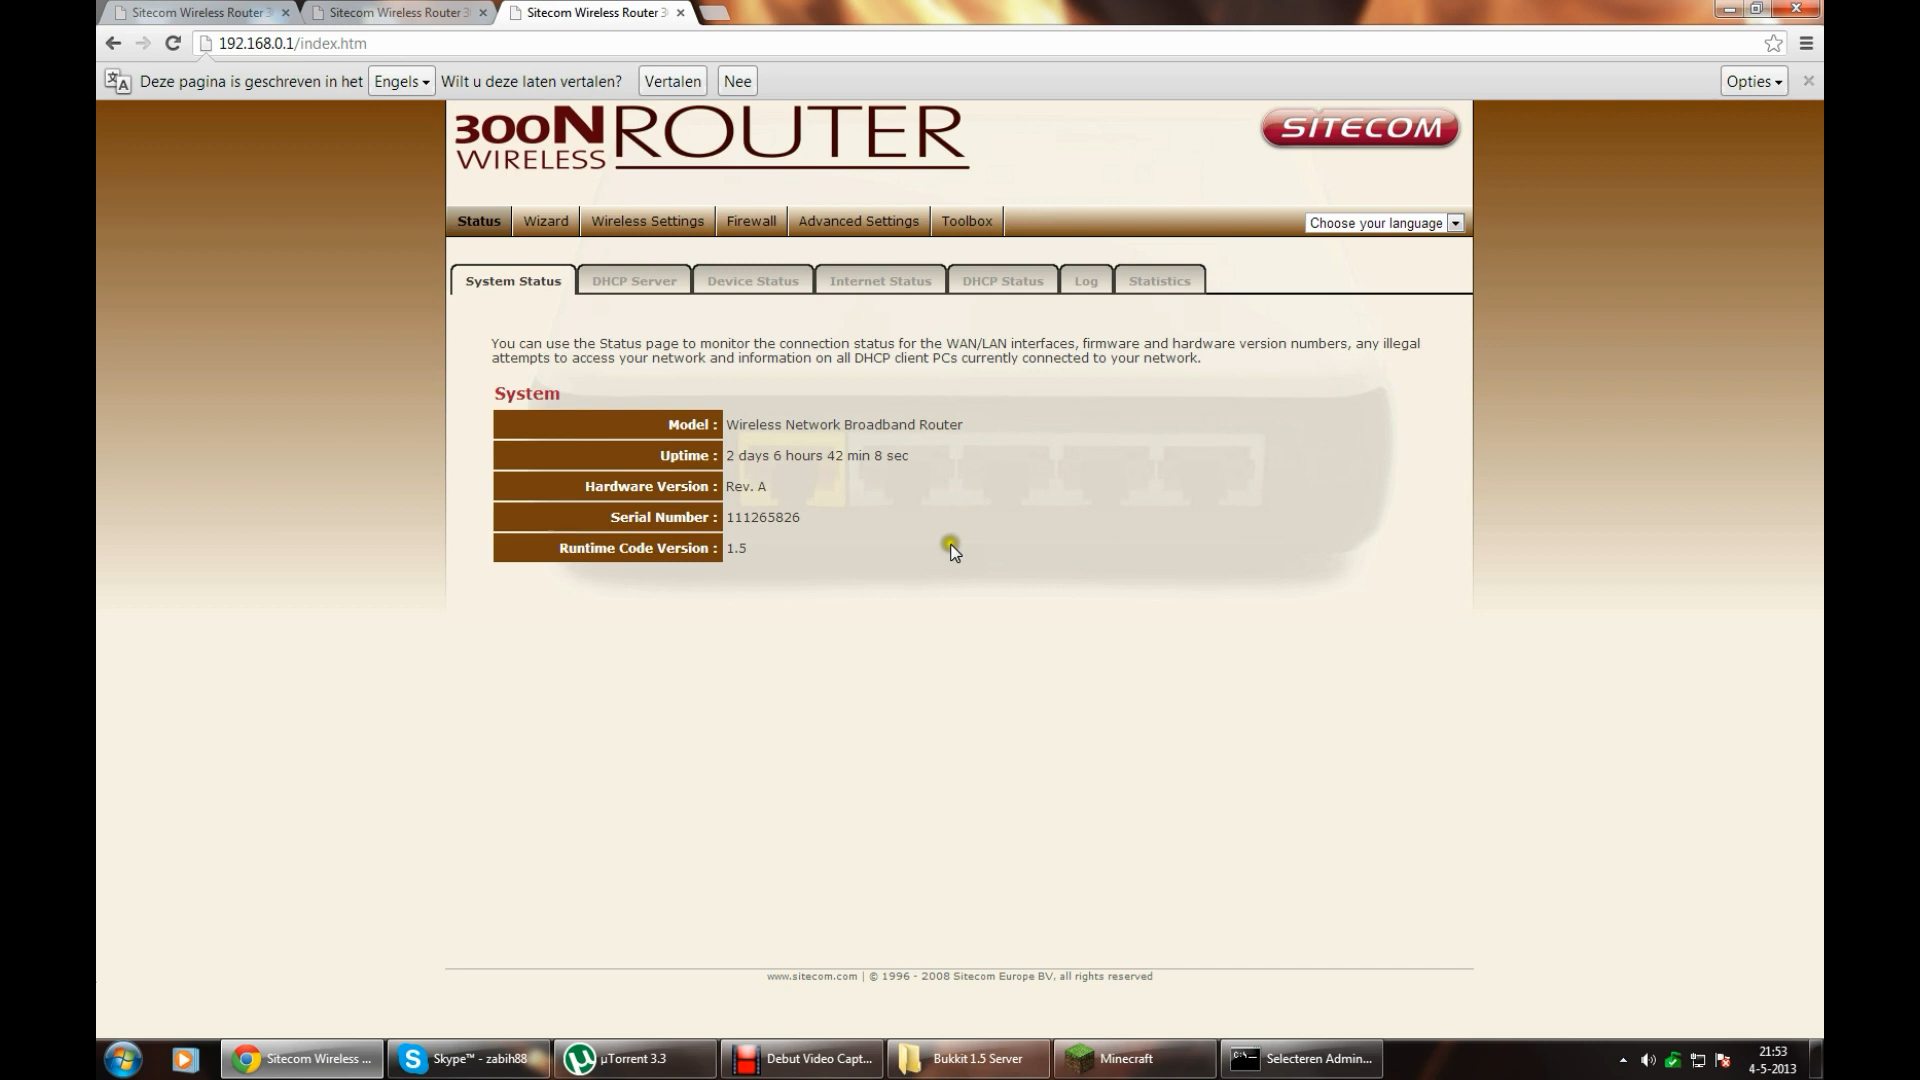 Sitecom Wireless Router 3 Sitecom Wireless Router 3 Sitecom Wireless Router 3
192.168.0.1/index.htm
Deze pagina is geschreven in het Engels Wilt u deze laten vertalen? Vertalen Nee Opties
300N WIRELESS ROUTER
SITECOM
Status Wizard Wireless Settings Firewall Advanced Settings Toolbox Choose your language
System Status DHCP Server Device Status Internet Status DHCP Status Log Statistics
You can use the Status page to monitor the connection status for the WAN/LAN interfaces, firmware and hardware version numbers, any illegal
attempts to access your network and information on all DHCP client PCs currently connected to your network.
System
Model : Wireless Network Broadband Router
Uptime : 2 days 6 hours 42 min 8 sec
Hardware Version : Rev. A
Serial Number : 111265826
Runtime Code Version : 1.5
www.sitecom.com | © 1996 - 2008 Sitecom Europe BV, all rights reserved
Sitecom Wireless ... Skype™ - zabih88 µTorrent 3.3 Debut Video Capt... Bukkit 1.5 Server Minecraft Selecteren Admin... 21:53
4-5-2013